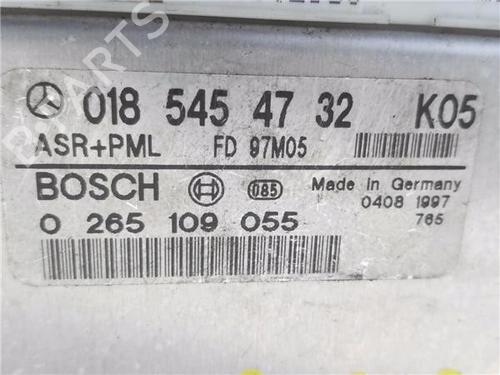 018 545 47 32 K05
ASR+PML FD 97M05
BOSCH 085 Made in Germany
0408 1997
0 265 109 055 765